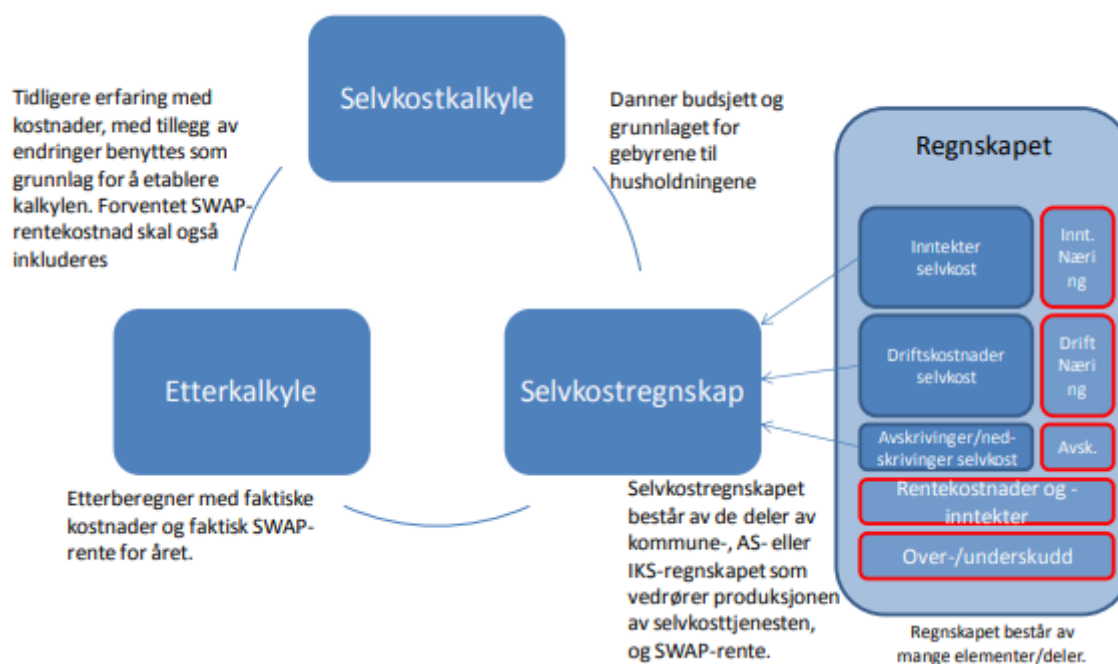 Selvkostkalkyle
Tidligere erfaring med
kostnader, med tillegg av
endringer benyttes som
grunnlag for å etablere
kalkylen. Forventet SWAP-
rentekostnad skal også
inkluderes
Danner budsjett og
grunnlaget for
gebyrene til
husholdningene
Etterkalkyle
Etterberegner med faktiske
kostnader og faktisk SWAP-
rente for året.
Selvkostregnskap
Selvkostregnskapet
består av de deler av
kommune-, AS- eller
IKS-regnskapet som
vedrører produksjonen
av selvkosttjenesten,
og SWAP-rente.
Regnskapet
Inntekter
selvkost
Innt.
Næri
ng
Driftskostnader
selvkost
Drift
Næri
ng
Avskrivinger/ned-
skrivinger selvkost
Avsk.
Rentekostnader og -
inntekter
Over-/underskudd
Regnskapet består av
mange elementer/deler.